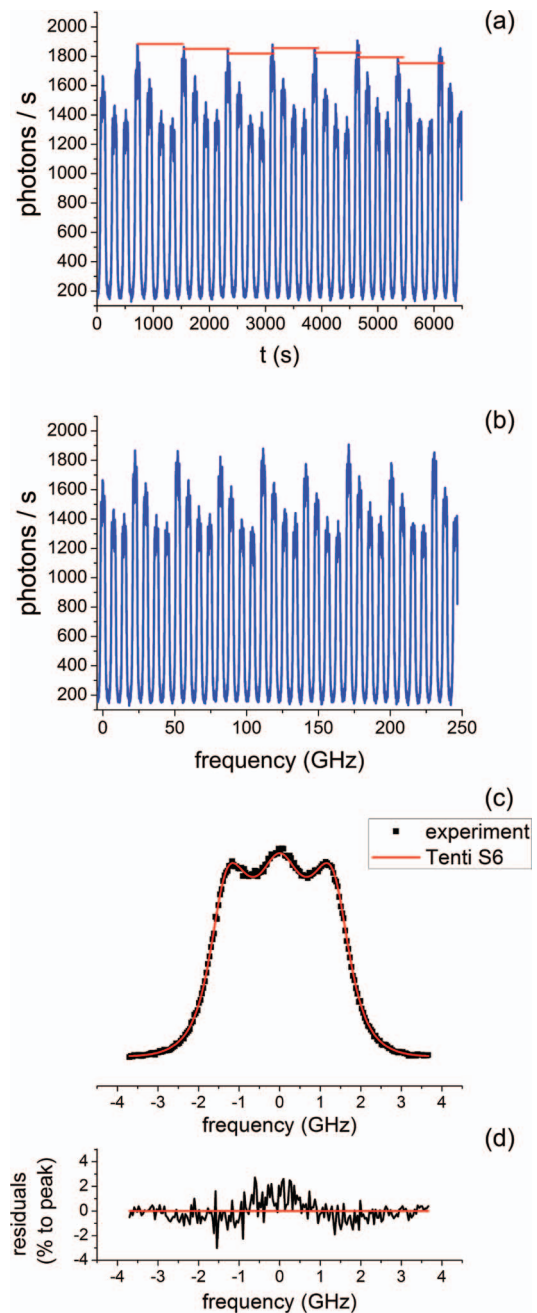 (a)
2000
1800
1600
1400
1200
1000
800
600
400
200
photons / s
0 1000 2000 3000 4000 5000 6000
t (s)
(b)
2000
1800
1600
1400
1200
1000
800
600
400
200
photons / s
0 50 100 150 200 250
frequency (GHz)
(c)
experiment
Tenti S6
-4 -3 -2 -1 0 1 2 3 4
frequency (GHz)
(d)
4
2
0
-2
-4
residuals
(% to peak)
-4 -3 -2 -1 0 1 2 3 4
frequency (GHz)